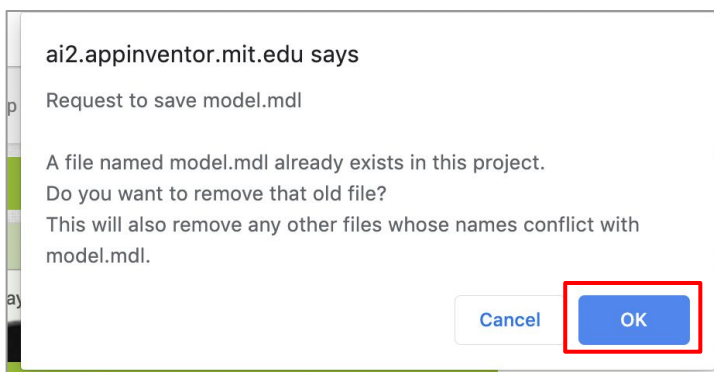 ai2.appinventor.mit.edu says
Request to save model.mdl
A file named model.mdl already exists in this project.
Do you want to remove that old file?
This will also remove any other files whose names conflict with
model.mdl.
Cancel
OK
p
ay